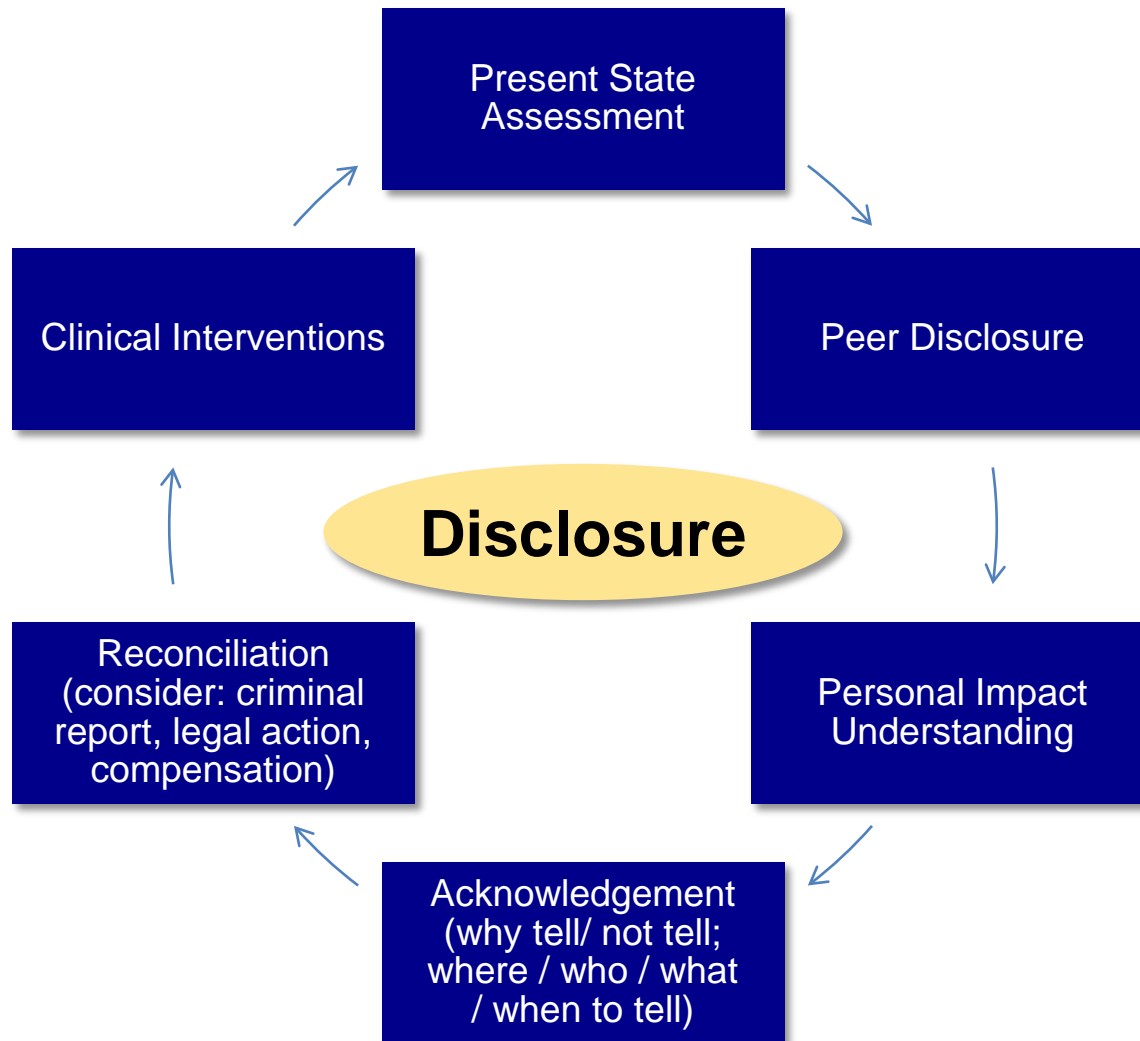 Present State
Assessment
Peer Disclosure
Personal Impact
Understanding
Acknowledgement
(why tell/ not tell;
where / who / what
/ when to tell)
Reconciliation
(consider: criminal
report, legal action,
compensation)
Clinical Interventions
Disclosure